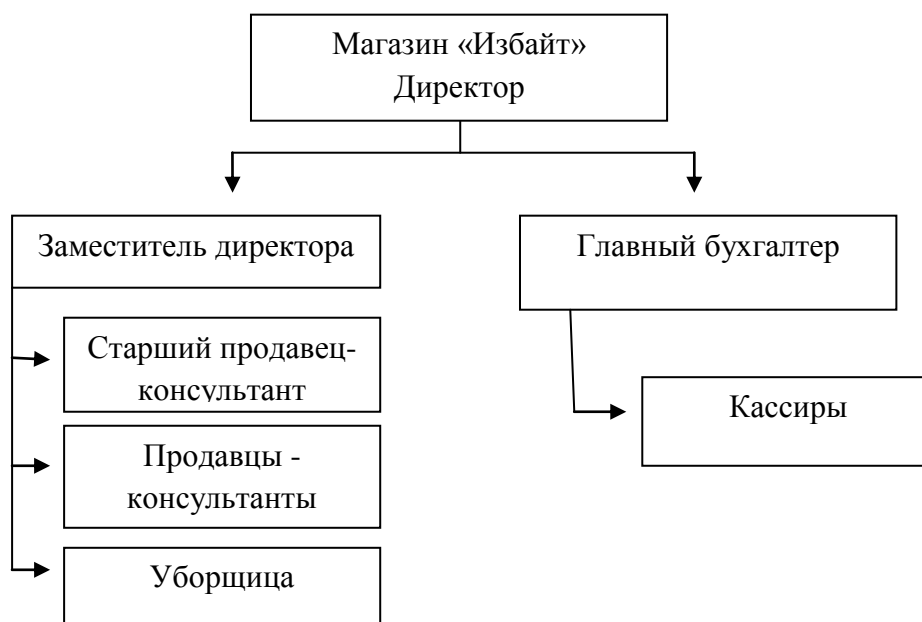 Магазин «Избайт»
Директор
Заместитель директора
Главный бухгалтер
Старший продавец-
консультант
Кассиры
Продавцы -
консультанты
Уборщица